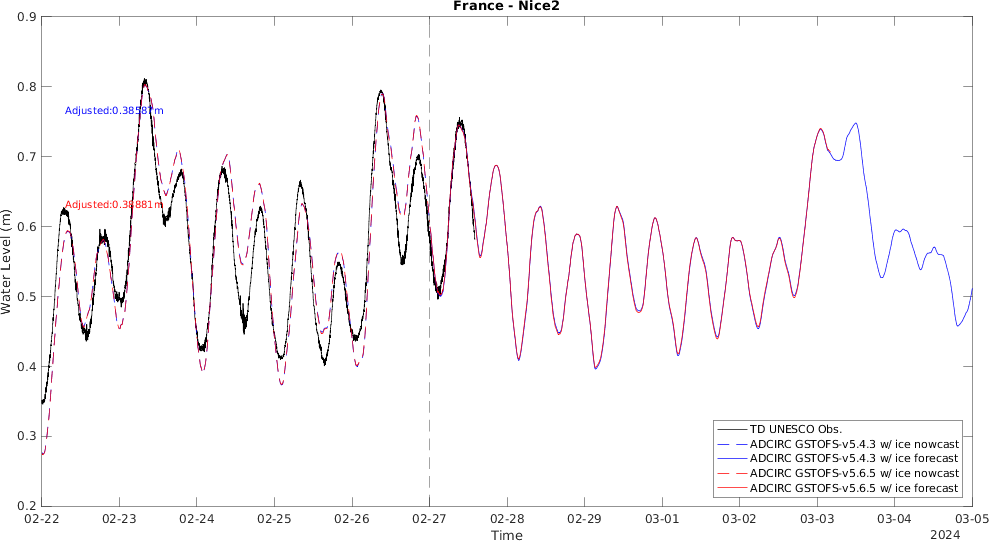 France - Nice2
0.9
0.8
0.7
0.6
0.5
0.4
0.3
0.2
Water Level (m)
Adjusted:0.38587m
Adjusted:0.38881m
TD UNESCO Obs.
ADCIRC GSTOFS-v5.4.3 w/ ice nowcast
ADCIRC GSTOFS-v5.4.3 w/ ice forecast
ADCIRC GSTOFS-v5.6.5 w/ ice nowcast
ADCIRC GSTOFS-v5.6.5 w/ ice forecast
02-22 02-23 02-24 02-25 02-26 02-27 02-28 02-29 03-01 03-02 03-03 03-04 03-05
Time
2024